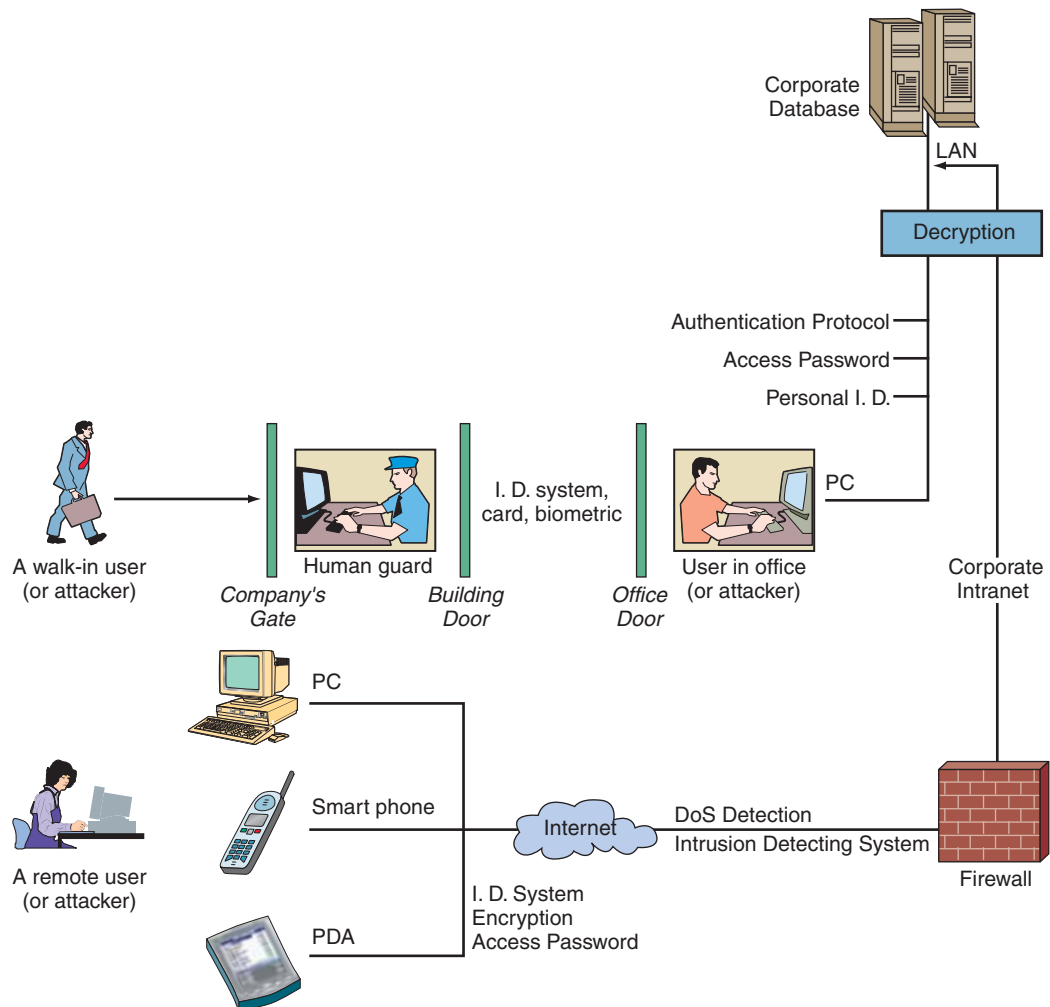 Corporate
Database
LAN
Decryption
Authentication Protocol
Access Password
Personal I. D.
I. D. system,
card, biometric
PC
A walk-in user
(or attacker)
Human guard
User in office
(or attacker)
Company's
Gate
Building
Door
Office
Door
Corporate
Intranet
PC
Smart phone
Internet
DoS Detection
Intrusion Detecting System
A remote user
(or attacker)
Firewall
I. D. System
Encryption
Access Password
PDA